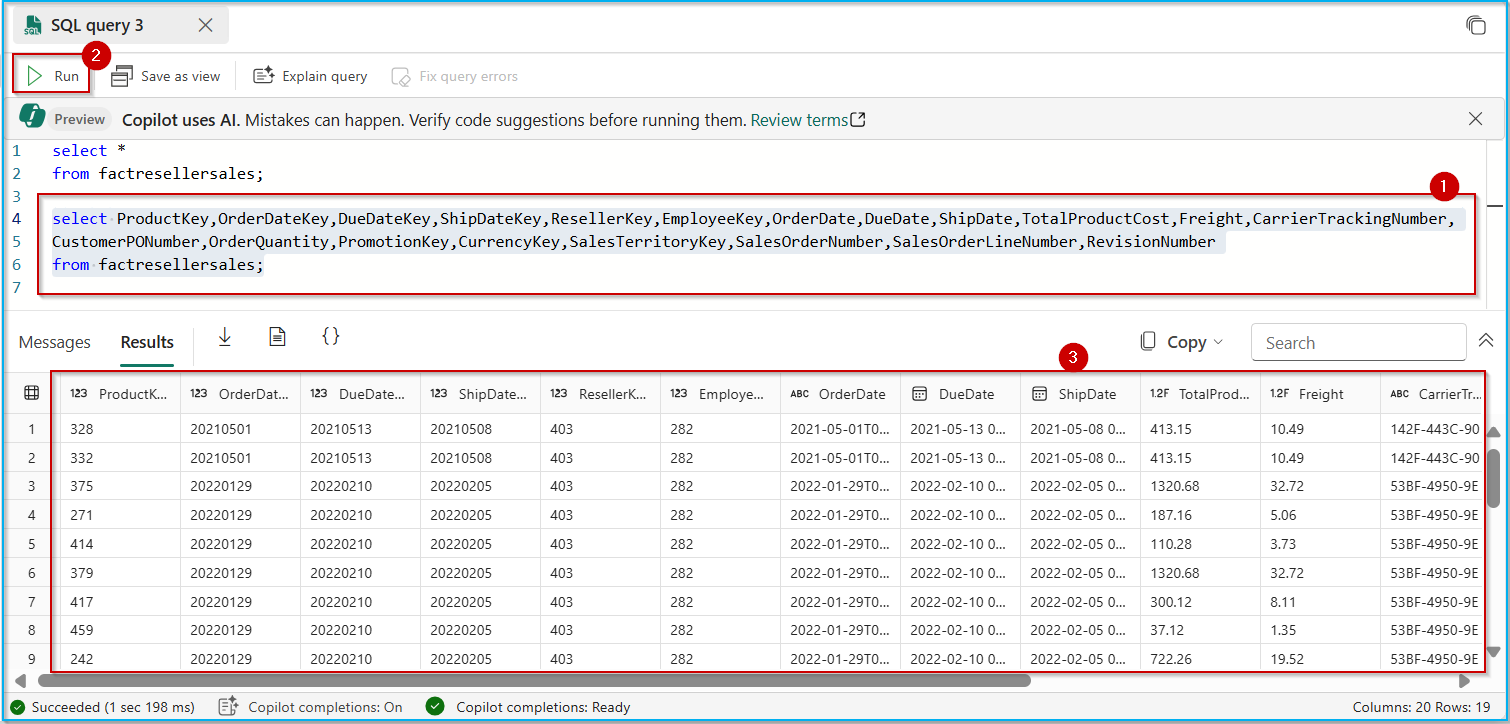 SQL query 3
2
Run Save as view Explain query Fix query errors
Preview Copilot uses AI. Mistakes can happen. Verify code suggestions before running them. Review terms
1 select *
2 from factresellersales;
3
1
4 select ProductKey,OrderDateKey,DueDateKey,ShipDateKey,ResellerKey,EmployeeKey,OrderDate,DueDate,ShipDate,TotalProductCost,Freight,CarrierTrackingNumber,
5 CustomerPONumber,OrderQuantity,PromotionKey,CurrencyKey,SalesTerritoryKey,SalesOrderNumber,SalesOrderLineNumber,RevisionNumber
6 from factresellersales;
7
Messages Results {} Copy Search
3
123 ProductK... 123 OrderDat... 123 DueDate... 123 ShipDate... 123 ResellerK... 123 Employe... ABC OrderDate DueDate ShipDate 1.2F TotalProd... 1.2F Freight ABC CarrierTr...
1 328 20210501 20210513 20210508 403 282 2021-05-01T0... 2021-05-13 0... 2021-05-08 0... 413.15 10.49 142F-443C-90
2 332 20210501 20210513 20210508 403 282 2021-05-01T0... 2021-05-13 0... 2021-05-08 0... 413.15 10.49 142F-443C-90
3 375 20220129 20220210 20220205 403 282 2022-01-29T0... 2022-02-10 0... 2022-02-05 0... 1320.68 32.72 53BF-4950-9E
4 271 20220129 20220210 20220205 403 282 2022-01-29T0... 2022-02-10 0... 2022-02-05 0... 187.16 5.06 53BF-4950-9E
5 414 20220129 20220210 20220205 403 282 2022-01-29T0... 2022-02-10 0... 2022-02-05 0... 110.28 3.73 53BF-4950-9E
6 379 20220129 20220210 20220205 403 282 2022-01-29T0... 2022-02-10 0... 2022-02-05 0... 1320.68 32.72 53BF-4950-9E
7 417 20220129 20220210 20220205 403 282 2022-01-29T0... 2022-02-10 0... 2022-02-05 0... 300.12 8.11 53BF-4950-9E
8 459 20220129 20220210 20220205 403 282 2022-01-29T0... 2022-02-10 0... 2022-02-05 0... 37.12 1.35 53BF-4950-9E
9 242 20220129 20220210 20220205 403 282 2022-01-29T0... 2022-02-10 0... 2022-02-05 0... 722.26 19.52 53BF-4950-9E
Succeeded (1 sec 198 ms) Copilot completions: On Copilot completions: Ready Columns: 20 Rows: 19